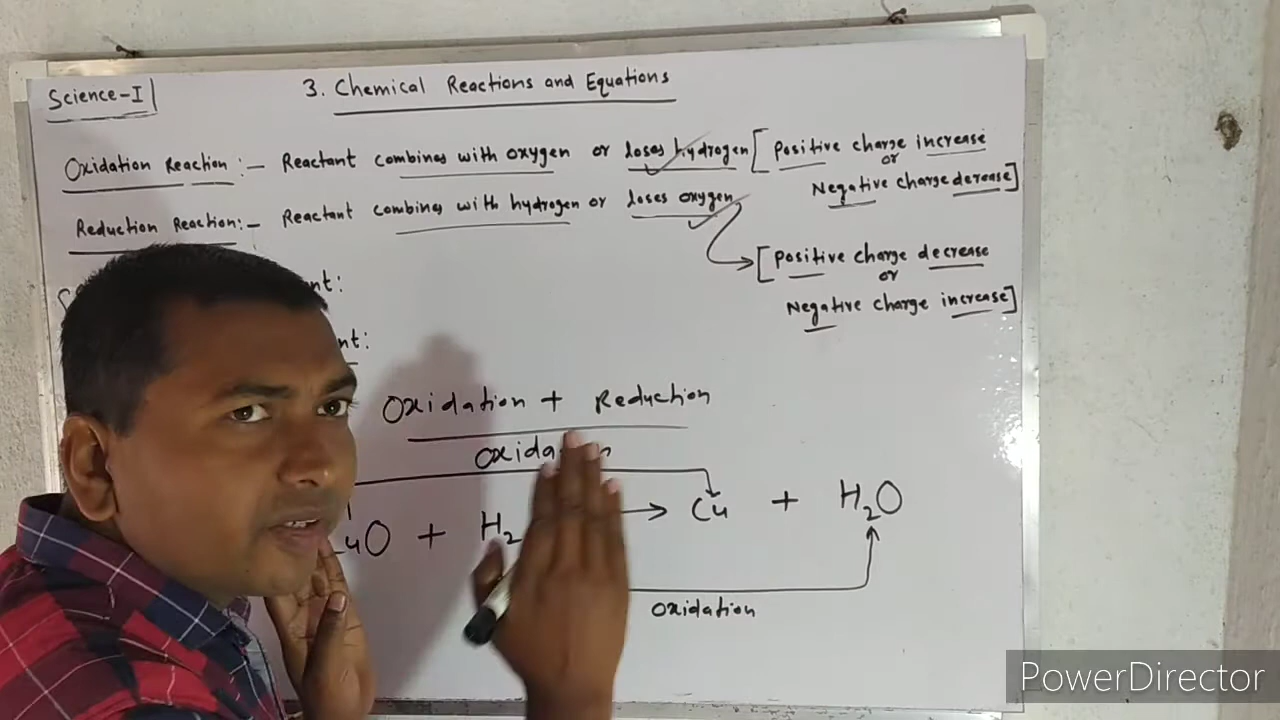 Science-I
3. Chemical Reactions and Equations
Oxidation Reaction:- Reactant combines with oxygen or loses hydrogen [Positive charge increase
or
Negative charge derease]
Reduction Reaction:- Reactant combines with hydrogen or loses oxygen
[Positive charge decrease
or
Negative charge increase]
Oxidation + Reduction
uO + H2 → Cu + H2O
Oxidation
PowerDirector